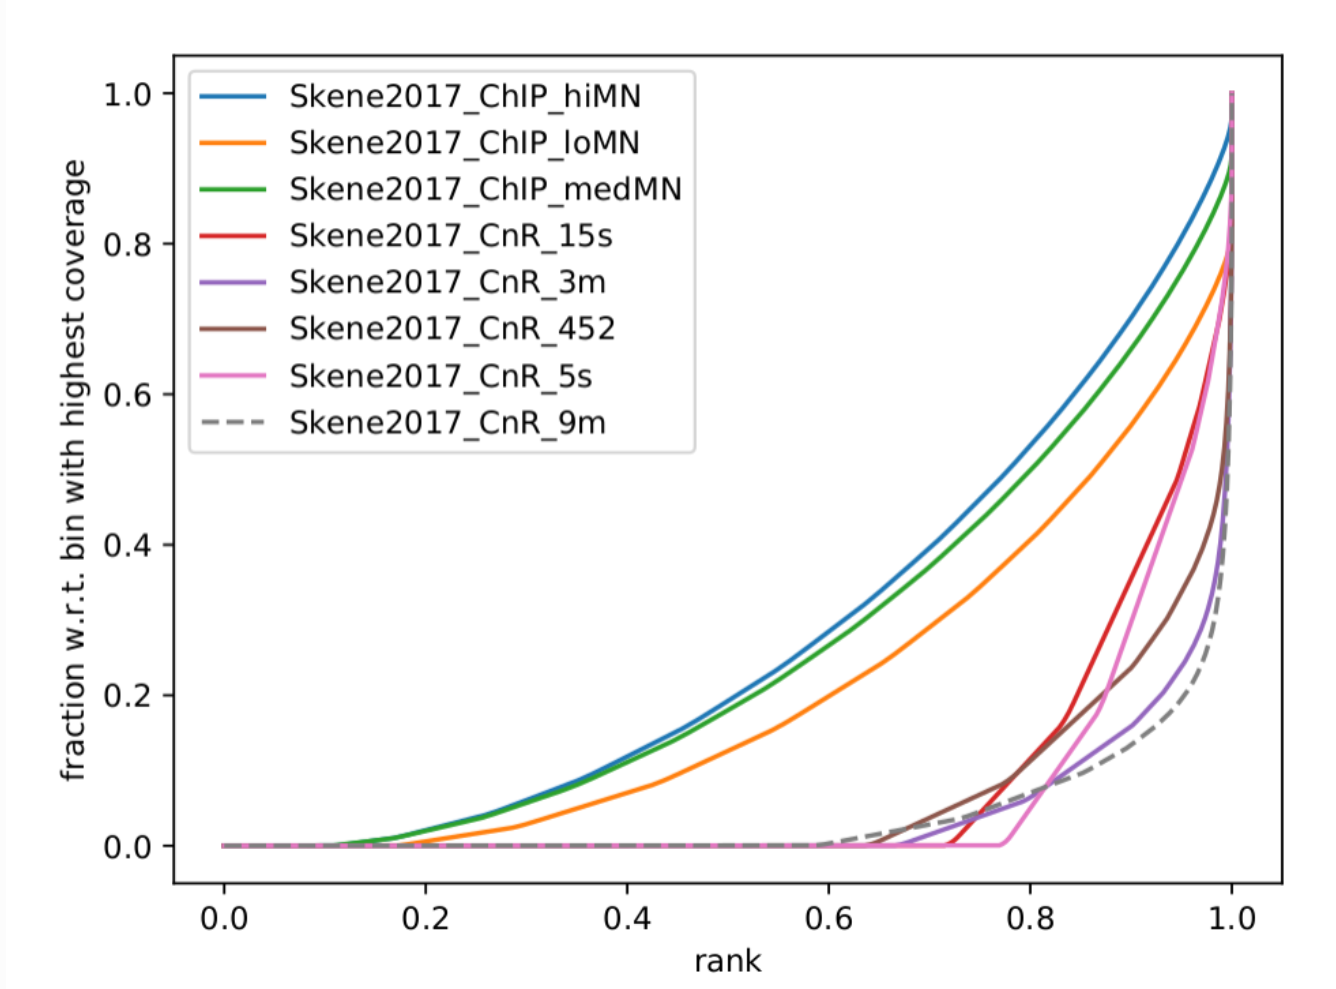 1.0
0.8
0.6
0.4
0.2
0.0
fraction w.r.t. bin with highest coverage
Skene2017_ChIP_hiMN
Skene2017_ChIP_loMN
Skene2017_ChIP_medMN
Skene2017_CnR_15s
Skene2017_CnR_3m
Skene2017_CnR_452
Skene2017_CnR_5s
Skene2017_CnR_9m
0.0 0.2 0.4 0.6 0.8 1.0
rank